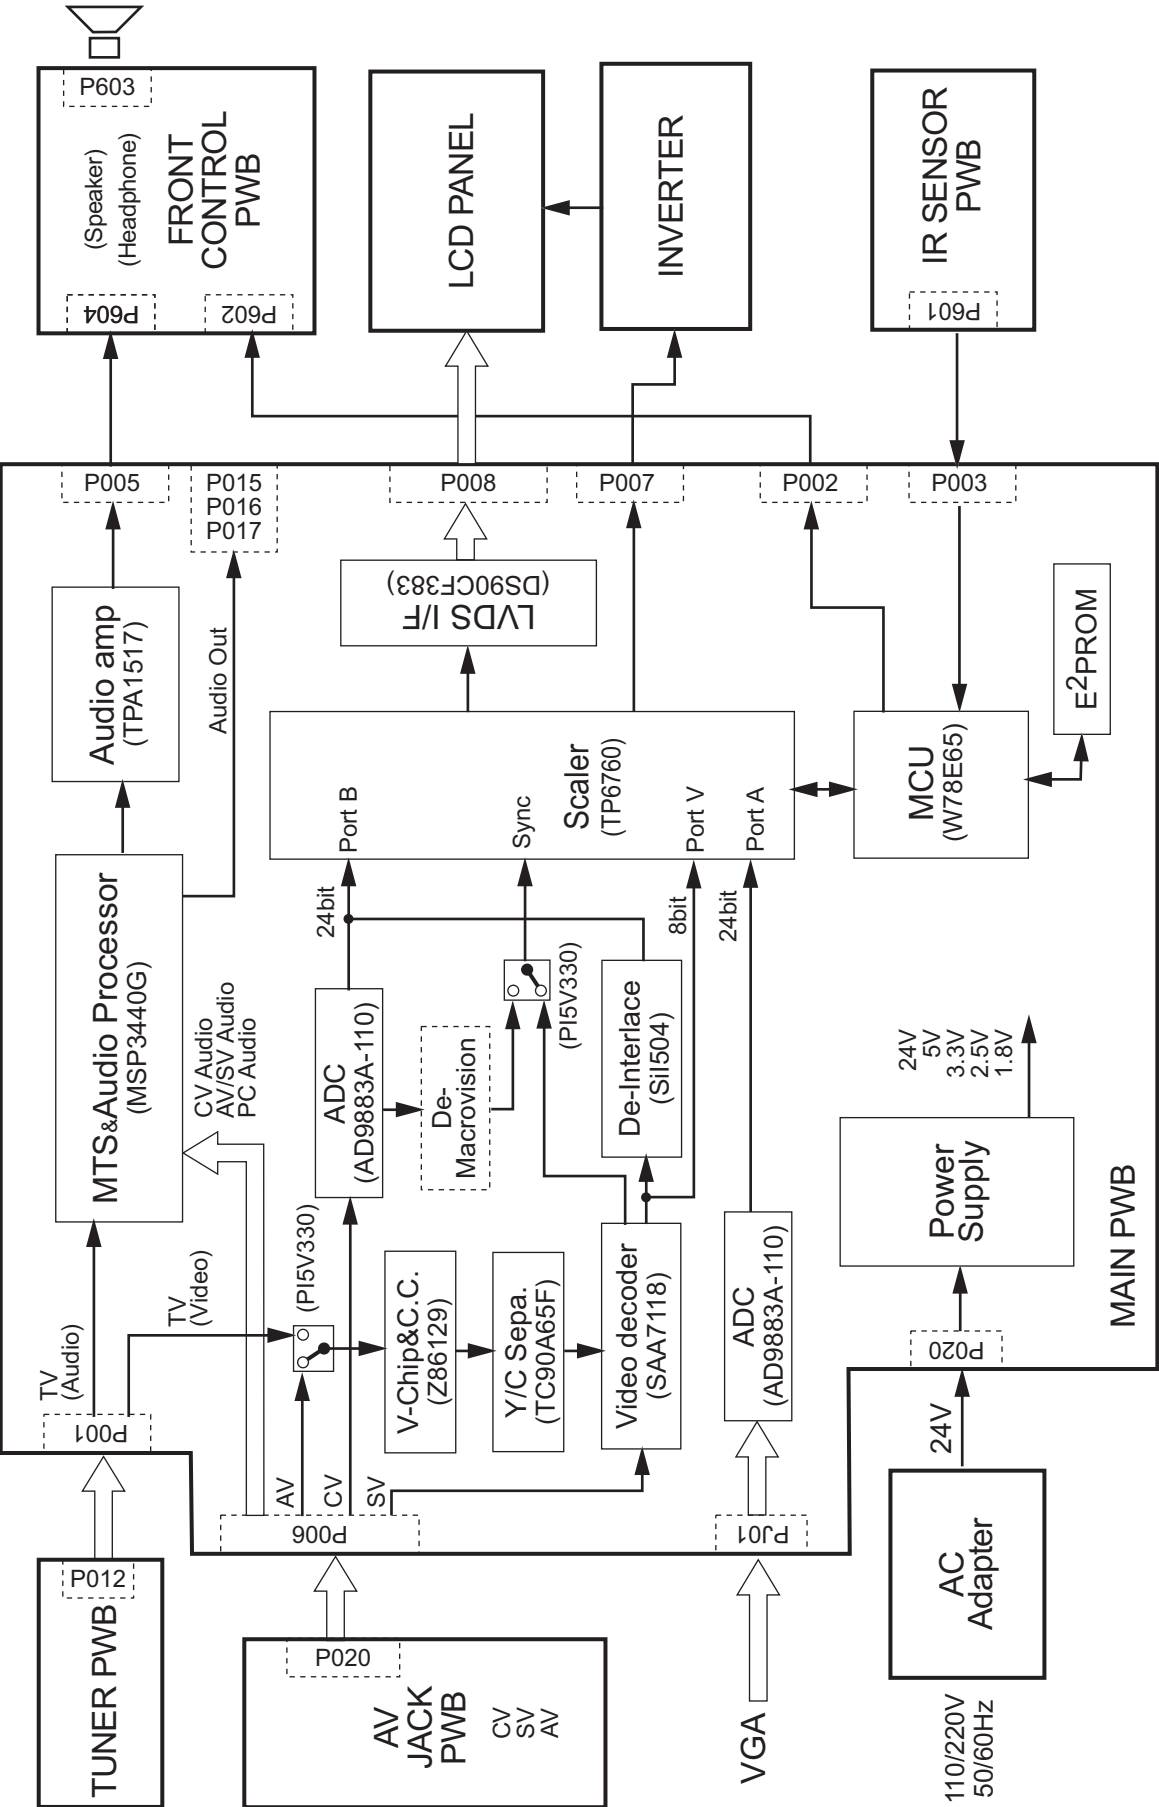 P603
(Speaker)
(Headphone)
FRONT
CONTROL
PWB
P604
P602
LCD PANEL
INVERTER
IR SENSOR
PWB
P601
P005
P015
P016
P017
P008
P007
P002
P003
Audio amp
(TPA1517)
Audio Out
LVDS I/F
(DS90CF383)
E2PROM
MTS&Audio Processor
(MSP3440G)
CV Audio
AV/SV Audio
PC Audio
Port B
Sync
Scaler
(TP6760)
Port V
Port A
MCU
(W78E65)
24bit
8bit
24bit
ADC
(AD9883A-110)
De-
Macrovision
(PI5V330)
De-Interlace
(SiI504)
24V
5V
3.3V
2.5V
1.8V
Power
Supply
MAIN PWB
TV
(Audio)
TV
(Video)
(PI5V330)
V-Chip&C.C.
(Z86129)
Y/C Sepa.
(TC90A65F)
Video decoder
(SAA7118)
ADC
(AD9883A-110)
P001
AV
CV
SV
P006
PJ01
P020
24V
TUNER PWB
P012
P020
AV
JACK
PWB
CV
SV
AV
VGA
AC
Adapter
110/220V
50/60Hz